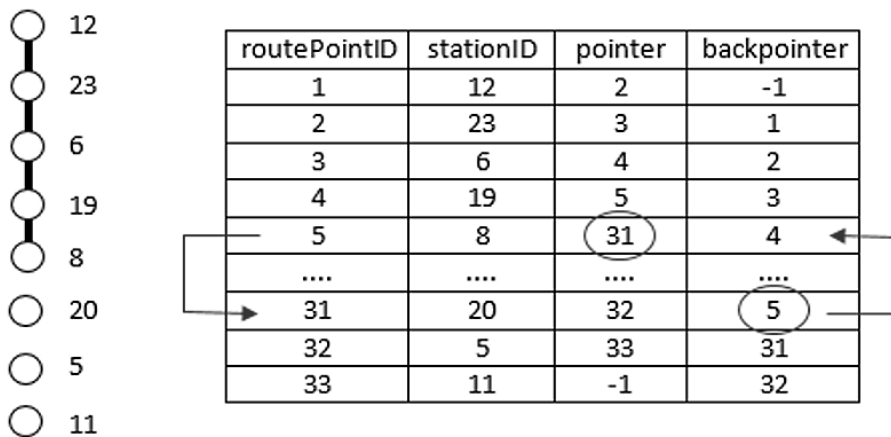 12
23
6
19
8
20
5
11
routePointID stationID pointer backpointer
1 12 2 -1
2 23 3 1
3 6 4 2
4 19 5 3
5 8 31 4
.... .... .... ....
31 20 32 5
32 5 33 31
33 11 -1 32